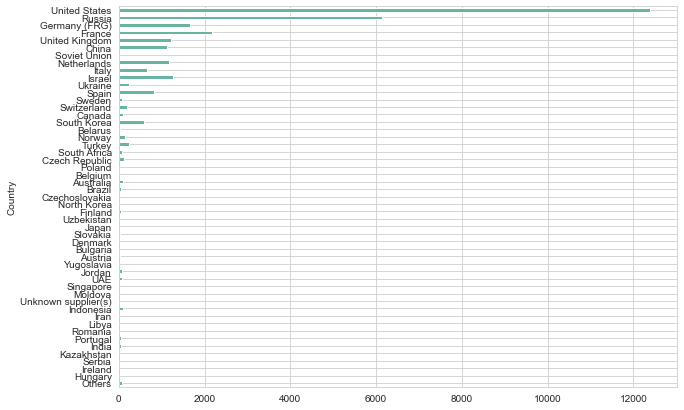 United States
Russia
Germany (FRG)
France
United Kingdom
China
Soviet Union
Netherlands
Italy
Israel
Ukraine
Spain
Sweden
Switzerland
Canada
South Korea
Belarus
Norway
Turkey
South Africa
Czech Republic
Poland
Belgium
Australia
Brazil
Czechoslovakia
North Korea
Finland
Uzbekistan
Japan
Slovakia
Denmark
Bulgaria
Austria
Yugoslavia
Jordan
UAE
Singapore
Moldova
Unknown supplier(s)
Indonesia
Iran
Libya
Romania
Portugal
India
Kazakhstan
Serbia
Ireland
Hungary
Others
Country
0 2000 4000 6000 8000 10000 12000